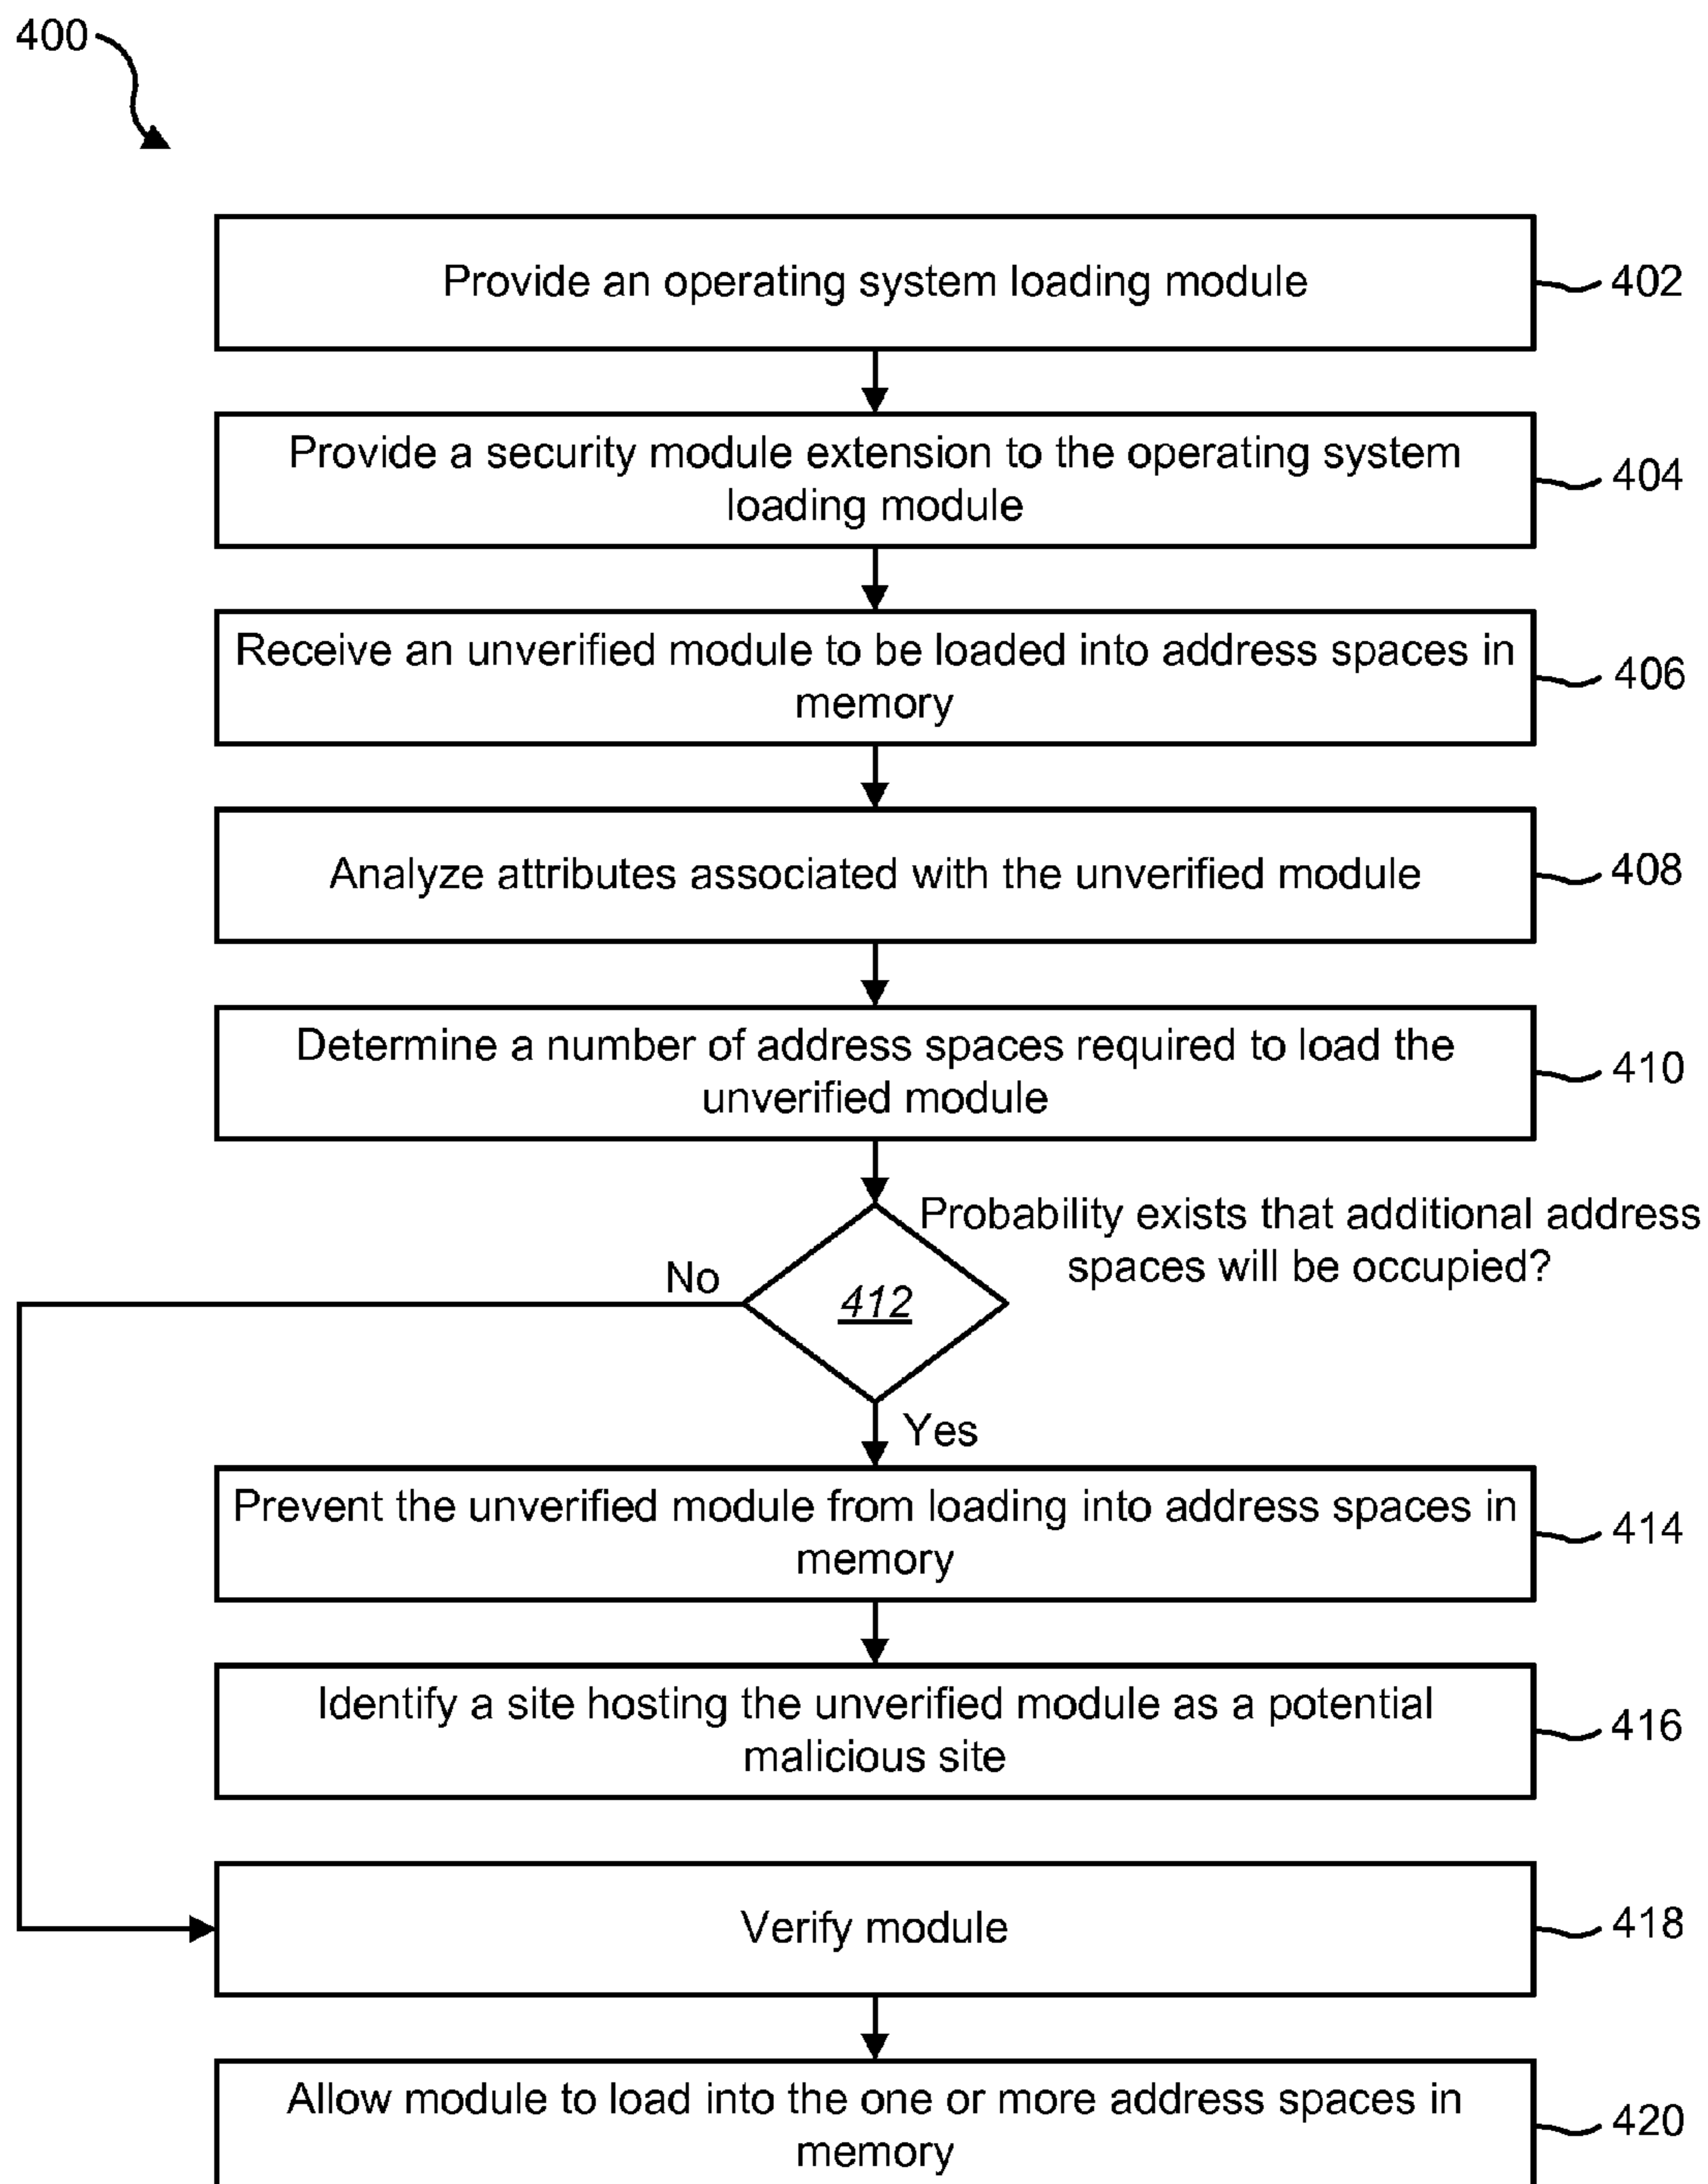 400
Provide an operating system loading module
402
Provide a security module extension to the operating system
loading module
404
Receive an unverified module to be loaded into address spaces in
memory
406
Analyze attributes associated with the unverified module
408
Determine a number of address spaces required to load the
unverified module
410
Probability exists that additional address
spaces will be occupied?
No
412
Yes
Prevent the unverified module from loading into address spaces in
memory
414
Identify a site hosting the unverified module as a potential
malicious site
416
Verify module
418
Allow module to load into the one or more address spaces in
memory
420